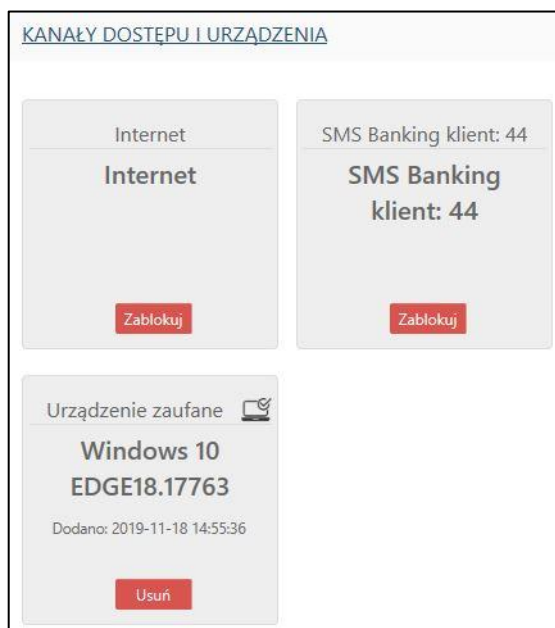 KANAŁY DOSTĘPU I URZĄDZENIA
Internet
Internet
Zablokuj
SMS Banking klient: 44
SMS Banking
klient: 44
Zablokuj
Urządzenie zaufane
Windows 10
EDGE18.17763
Dodano: 2019-11-18 14:55:36
Usuń